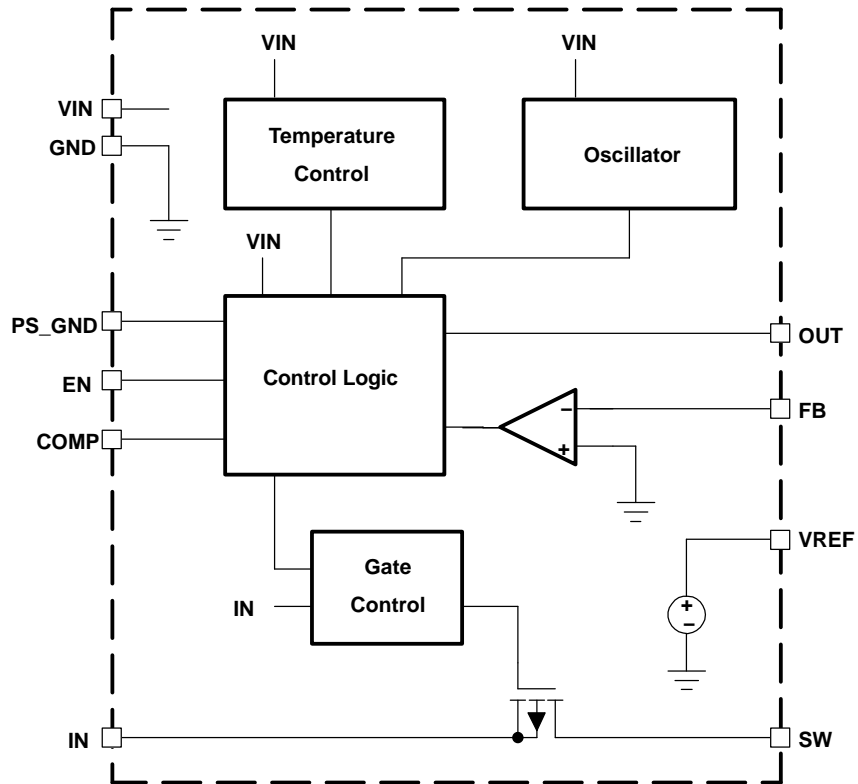 VIN
VIN
VIN
GND
Temperature
Control
Oscillator
VIN
PS_GND
EN
COMP
Control Logic
OUT
−
FB
+
VREF
Gate
Control
IN
+
−
IN
SW